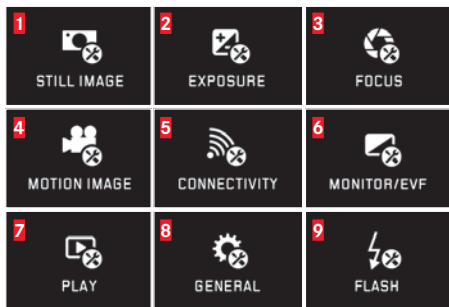 1 2 3
STILL IMAGE EXPOSURE FOCUS
4 5 6
MOTION IMAGE CONNECTIVITY MONITOR/EVF
7 8 9
PLAY GENERAL FLASH